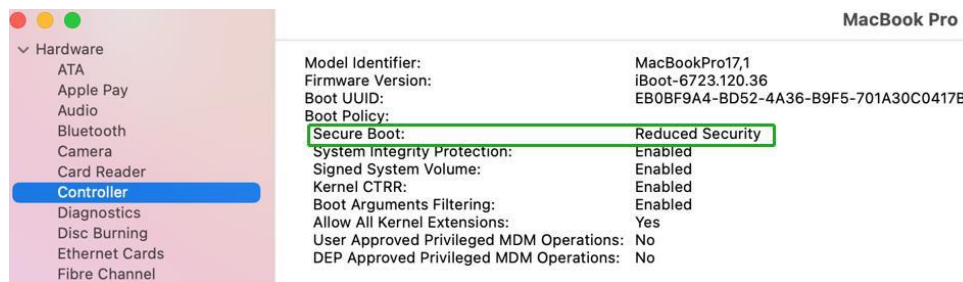 MacBook Pro
Hardware
ATA
Apple Pay
Audio
Bluetooth
Camera
Card Reader
Controller
Diagnostics
Disc Burning
Ethernet Cards
Fibre Channel
Model Identifier: MacBookPro17,1
Firmware Version: iBoot-6723.120.36
Boot UUID: EB0BF9A4-BD52-4A36-B9F5-701A30C0417B
Boot Policy:
Secure Boot: Reduced Security
System Integrity Protection: Enabled
Signed System Volume: Enabled
Kernel CTRR: Enabled
Boot Arguments Filtering: Enabled
Allow All Kernel Extensions: Yes
User Approved Privileged MDM Operations: No
DEP Approved Privileged MDM Operations: No